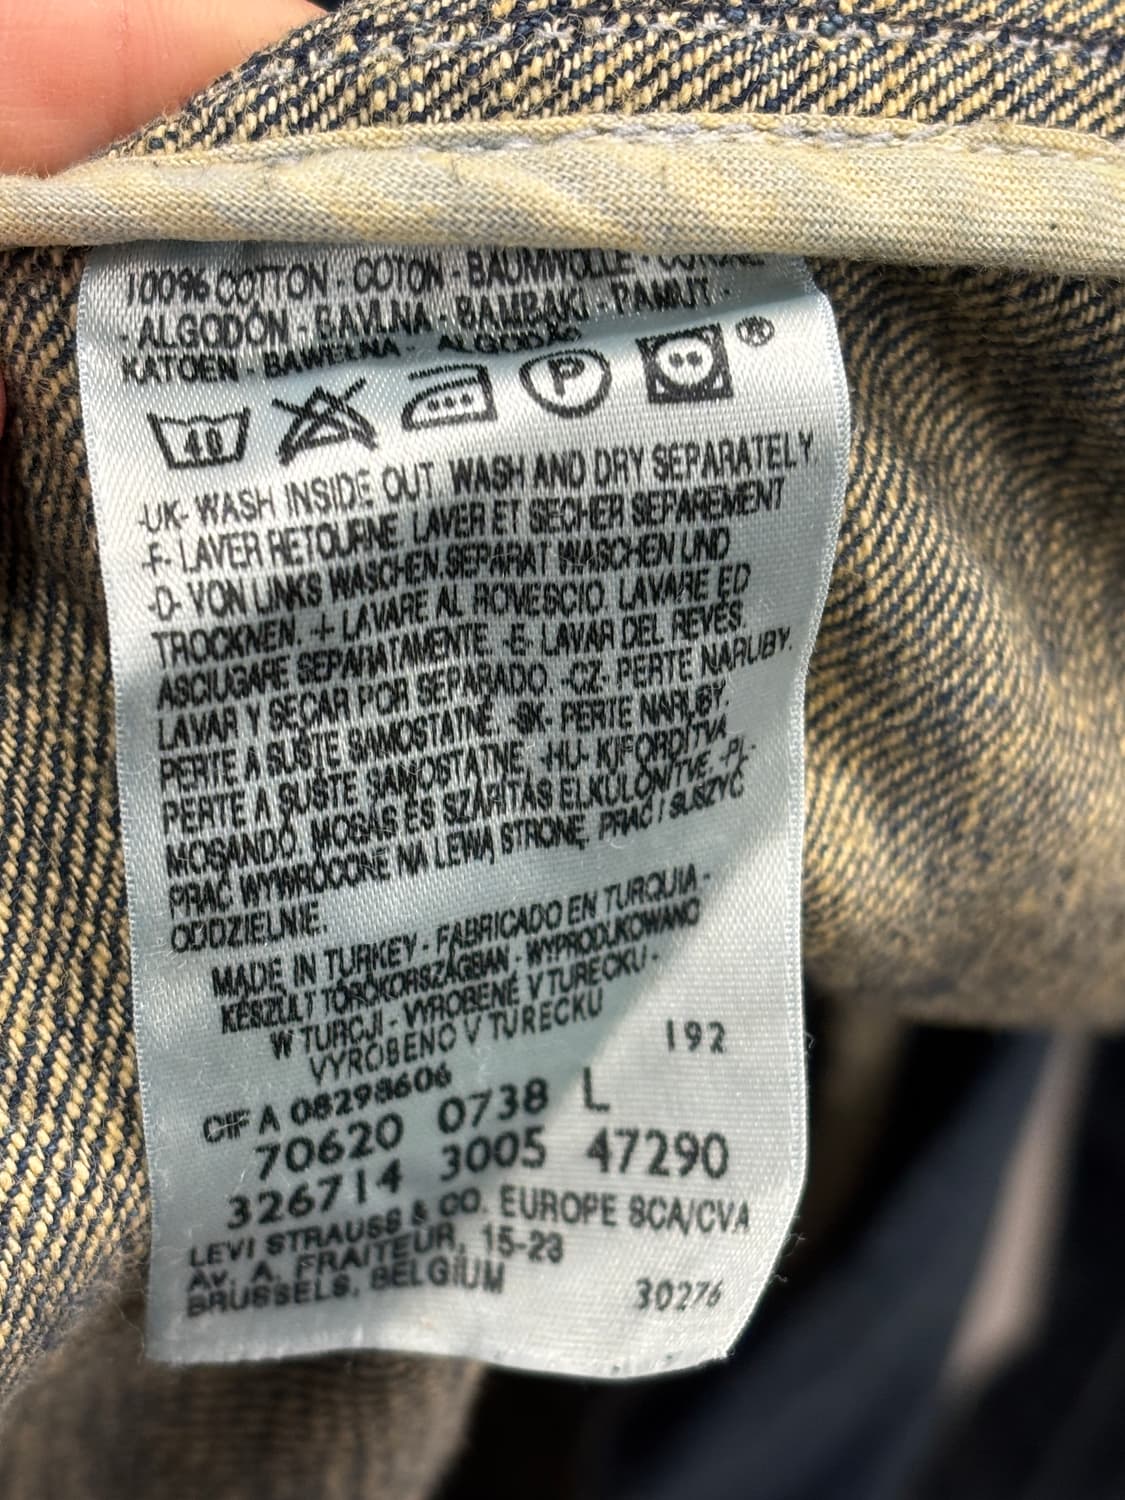 100% COTTON - COTON - BAUMWOLLE - COTONE
- ALGODÓN - BAVLNA - BAMBAKI - PAMUT -
KATOEN - BAWEŁNA - ALGODÃO
40 P ®
-UK- WASH INSIDE OUT. WASH AND DRY SEPARATELY
-F- LAVER RETOURNE. LAVER ET SECHER SEPAREMENT
-D- VON LINKS WASCHEN.SEPARAT WASCHEN UND
TROCKNEN. -I- LAVARE AL ROVESCIO. LAVARE ED
ASCIUGARE SEPARATAMENTE. -E- LAVAR DEL REVÉS.
LAVAR Y SECAR POR SEPARADO. -CZ- PERTE NARUBY.
PERTE A SUŠTE SAMOSTATNĚ. -SK- PERTE NARUBY.
PERTE A SUŠTE SAMOSTATNE. -HU- KIFORDÍTVA
MOSANDÓ. MOSÁS ÉS SZÁRÍTÁS ELKÜLÖNÍTVE. -PL-
PRAĆ WYWRÓCONE NA LEWĄ STRONĘ, PRAĆ I SUSZYĆ
ODDZIELNIE.
MADE IN TURKEY - FABRICADO EN TURQUIA -
KÉSZÜLT TÖRÖKORSZÁGBAN - WYPRODUKOWANO
W TURCJI - VYROBENÉ V TURECKU -
VYROBENO V TURECKU
192
CIF A 08298606
70620 0738 L
326714 3005 47290
LEVI STRAUSS & CO. EUROPE SCA/CVA
AV. A. FRAITEUR, 15-23
BRUSSELS, BELGIUM
30276